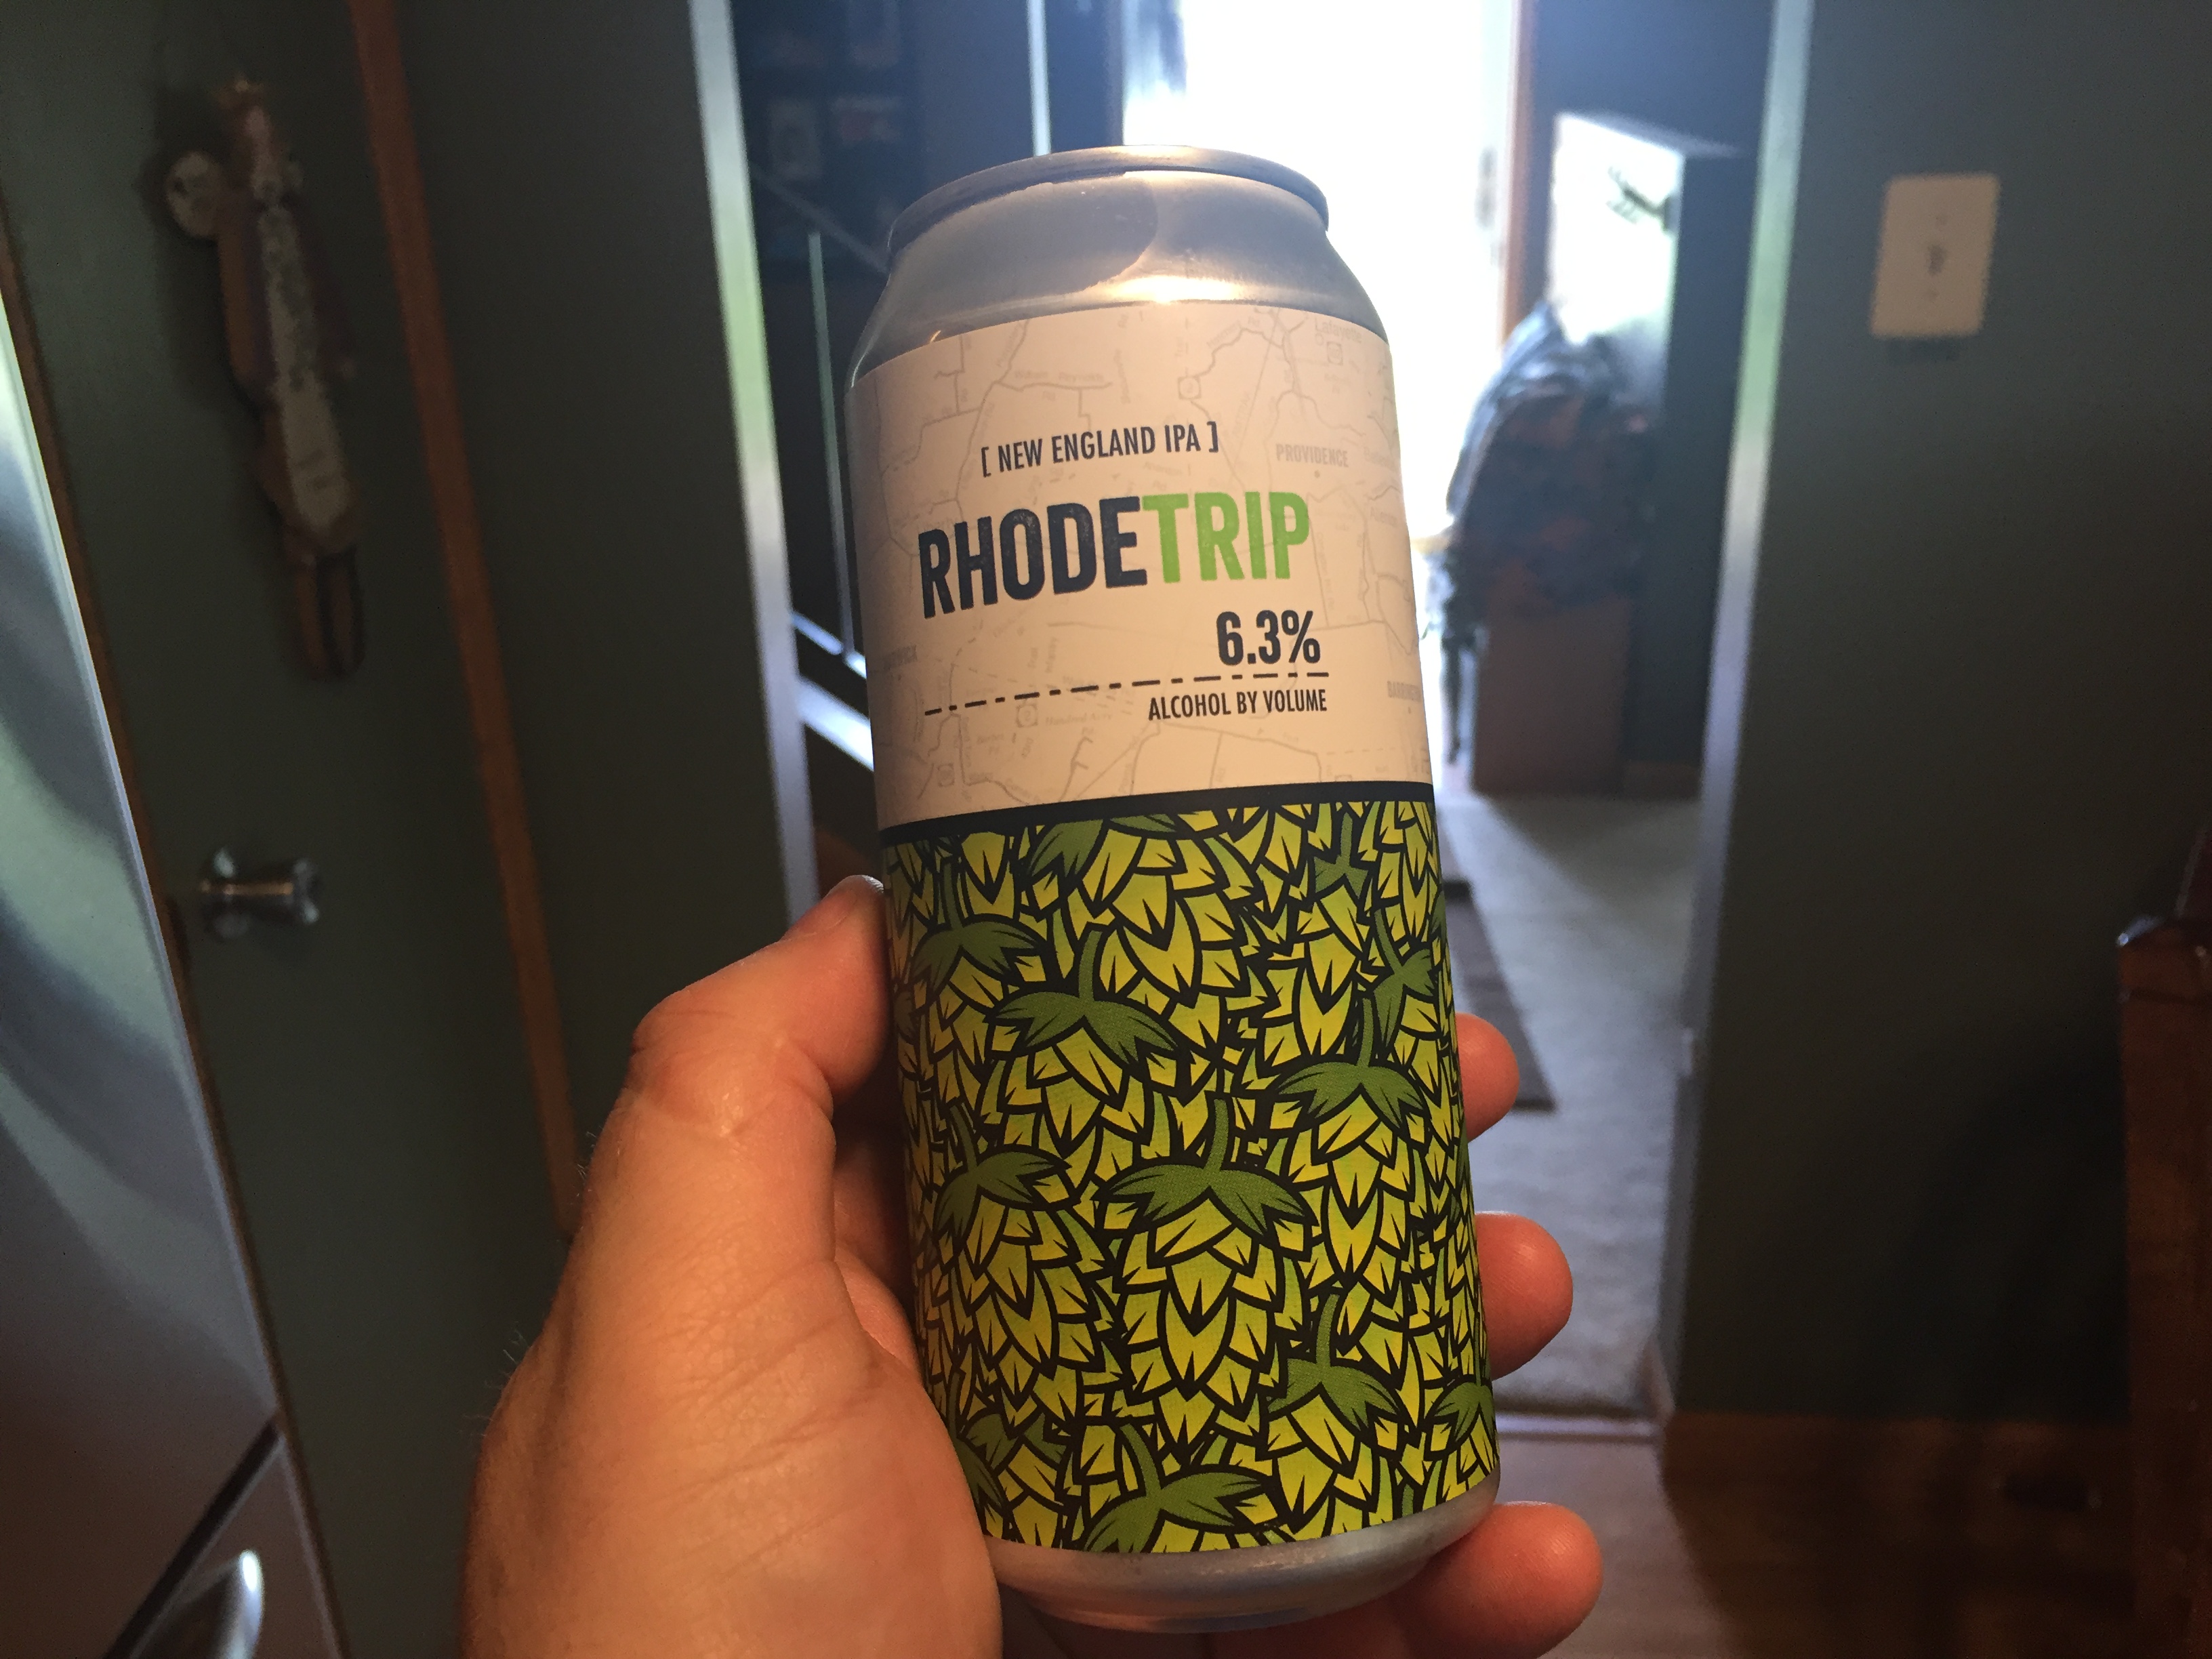 [ NEW ENGLAND IPA ]
PROVIDENCE
RHODETRIP
6.3%
ALCOHOL BY VOLUME